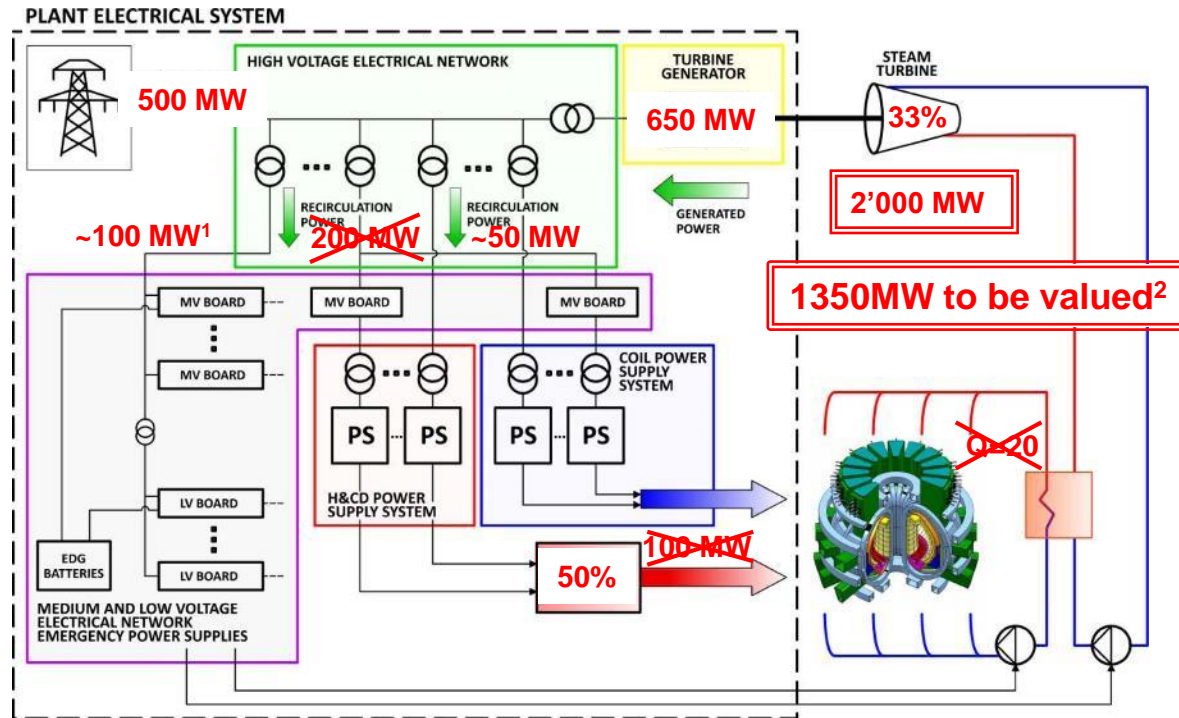 PLANT ELECTRICAL SYSTEM
500 MW
HIGH VOLTAGE ELECTRICAL NETWORK
TURBINE
GENERATOR
650 MW
STEAM
TURBINE
33%
2’000 MW
1350MW to be valued²
GENERATED
POWER
RECIRCULATION
POWER
RECIRCULATION
POWER
~100 MW¹
200 MW
~50 MW
MV BOARD
MV BOARD
MV BOARD
MV BOARD
COIL POWER
SUPPLY
SYSTEM
PS
PS
PS
PS
H&CD POWER
SUPPLY SYSTEM
LV BOARD
LV BOARD
EDG
BATTERIES
MEDIUM AND LOW VOLTAGE
ELECTRICAL NETWORK
EMERGENCY POWER SUPPLIES
50%
100 MW
Q=20